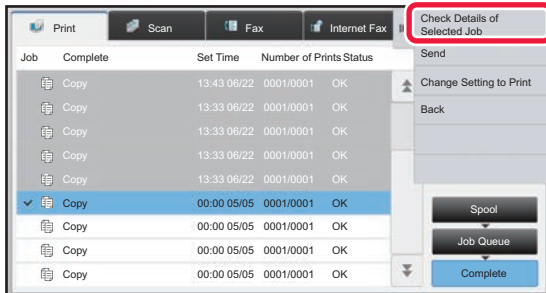 Print Scan Fax Internet Fax
Check Details of
Selected Job
Job Complete Set Time Number of Prints Status
Send
Copy 13:43 06/22 0001/0001 OK
Change Setting to Print
Copy 13:33 06/22 0001/0001 OK
Back
Copy 13:33 06/22 0001/0001 OK
Copy 13:33 06/22 0001/0001 OK
Copy 13:33 06/22 0001/0001 OK
Copy 00:00 05/05 0001/0001 OK
Spool
Copy 00:00 05/05 0001/0001 OK
Copy 00:00 05/05 0001/0001 OK
Job Queue
Copy 00:00 05/05 0001/0001 OK
Complete